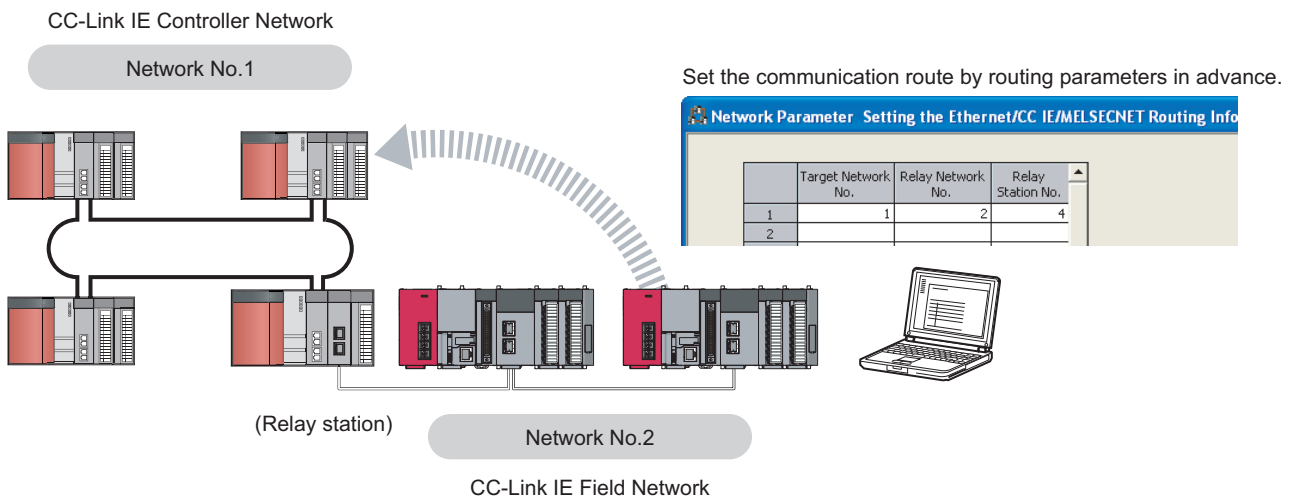 CC-Link IE Controller Network
Network No.1
Set the communication route by routing parameters in advance.
Network Parameter Setting the Ethernet/CC IE/MELSECNET Routing Info
Target Network No.
Relay Network No.
Relay Station No.
1 1 2 4
2
(Relay station)
Network No.2
CC-Link IE Field Network